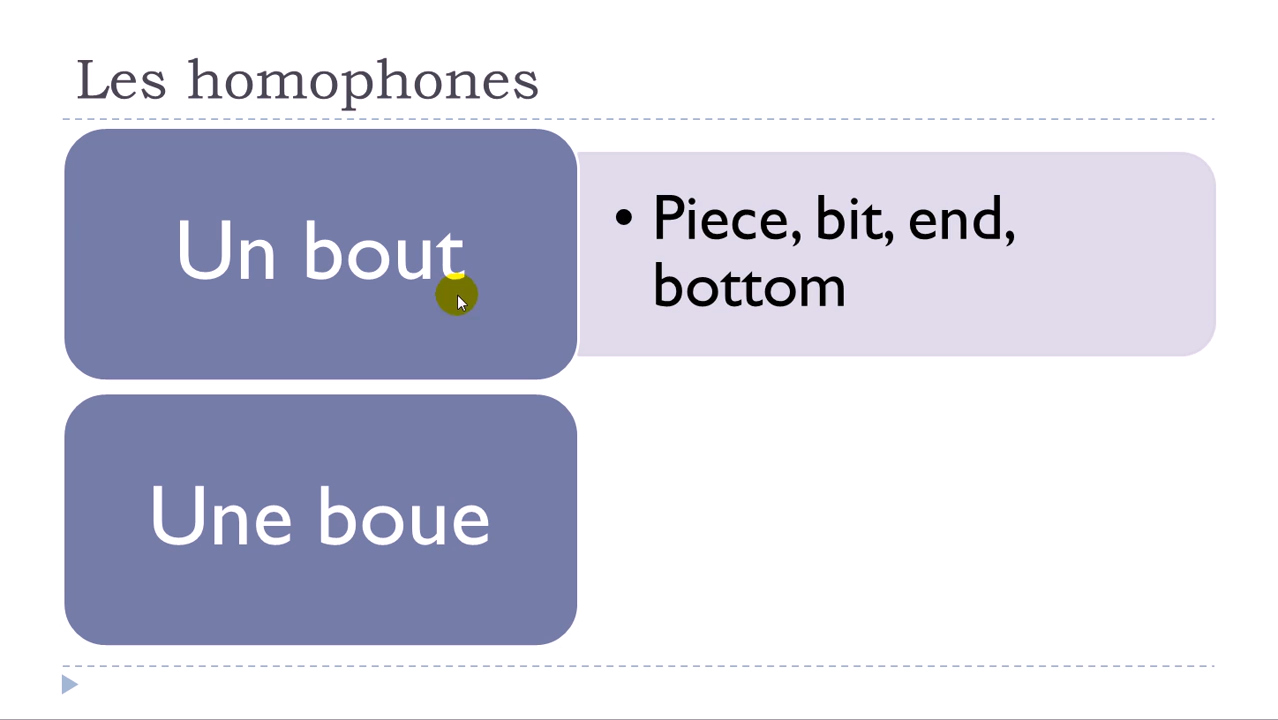 Les homophones
Un bout
• Piece, bit, end,
bottom
Une boue